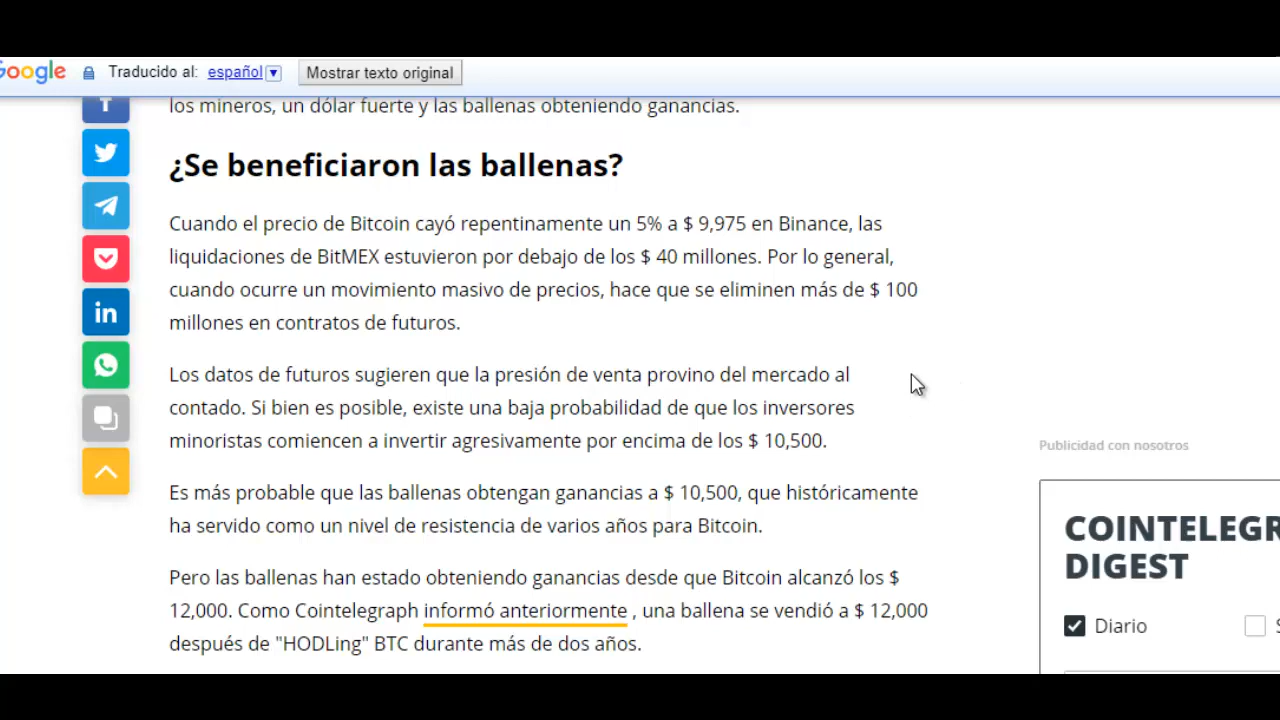 Google Traducido al: español Mostrar texto original
los mineros, un dólar fuerte y las ballenas obteniendo ganancias.
¿Se beneficiaron las ballenas?
Cuando el precio de Bitcoin cayó repentinamente un 5% a $ 9,975 en Binance, las
liquidaciones de BitMEX estuvieron por debajo de los $ 40 millones. Por lo general,
cuando ocurre un movimiento masivo de precios, hace que se eliminen más de $ 100
millones en contratos de futuros.
Los datos de futuros sugieren que la presión de venta provino del mercado al
contado. Si bien es posible, existe una baja probabilidad de que los inversores
minoristas comiencen a invertir agresivamente por encima de los $ 10,500.
Es más probable que las ballenas obtengan ganancias a $ 10,500, que históricamente
ha servido como un nivel de resistencia de varios años para Bitcoin.
Pero las ballenas han estado obteniendo ganancias desde que Bitcoin alcanzó los $
12,000. Como Cointelegraph informó anteriormente , una ballena se vendió a $ 12,000
después de "HODLing" BTC durante más de dos años.
in
Publicidad con nosotros
COINTELEGR
DIGEST
Diario